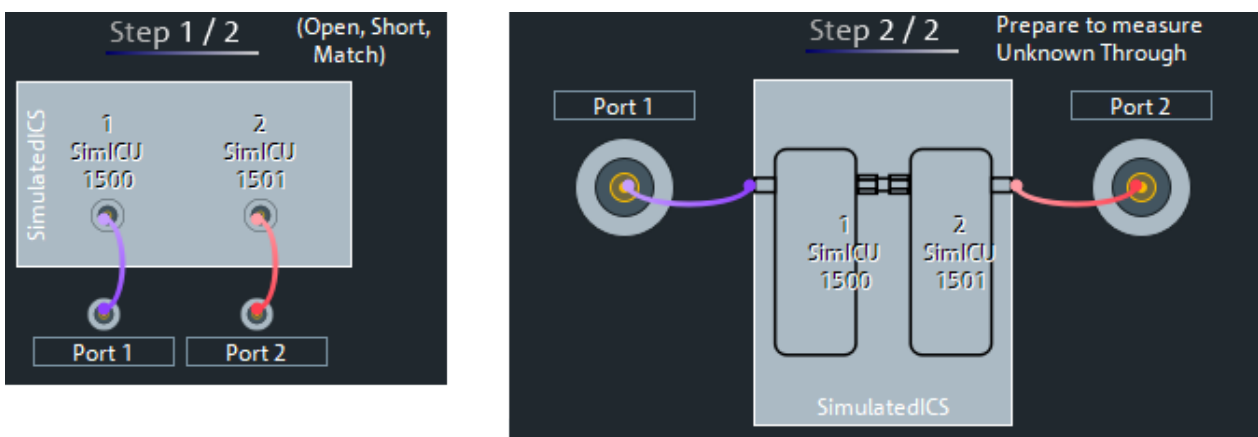 Step 1 / 2
(Open, Short,
Match)
SimulatedICS
1
SimICU
1500
2
SimICU
1501
Port 1
Port 2
Step 2 / 2
Prepare to measure
Unknown Through
Port 1
Port 2
1
SimICU
1500
2
SimICU
1501
SimulatedICS